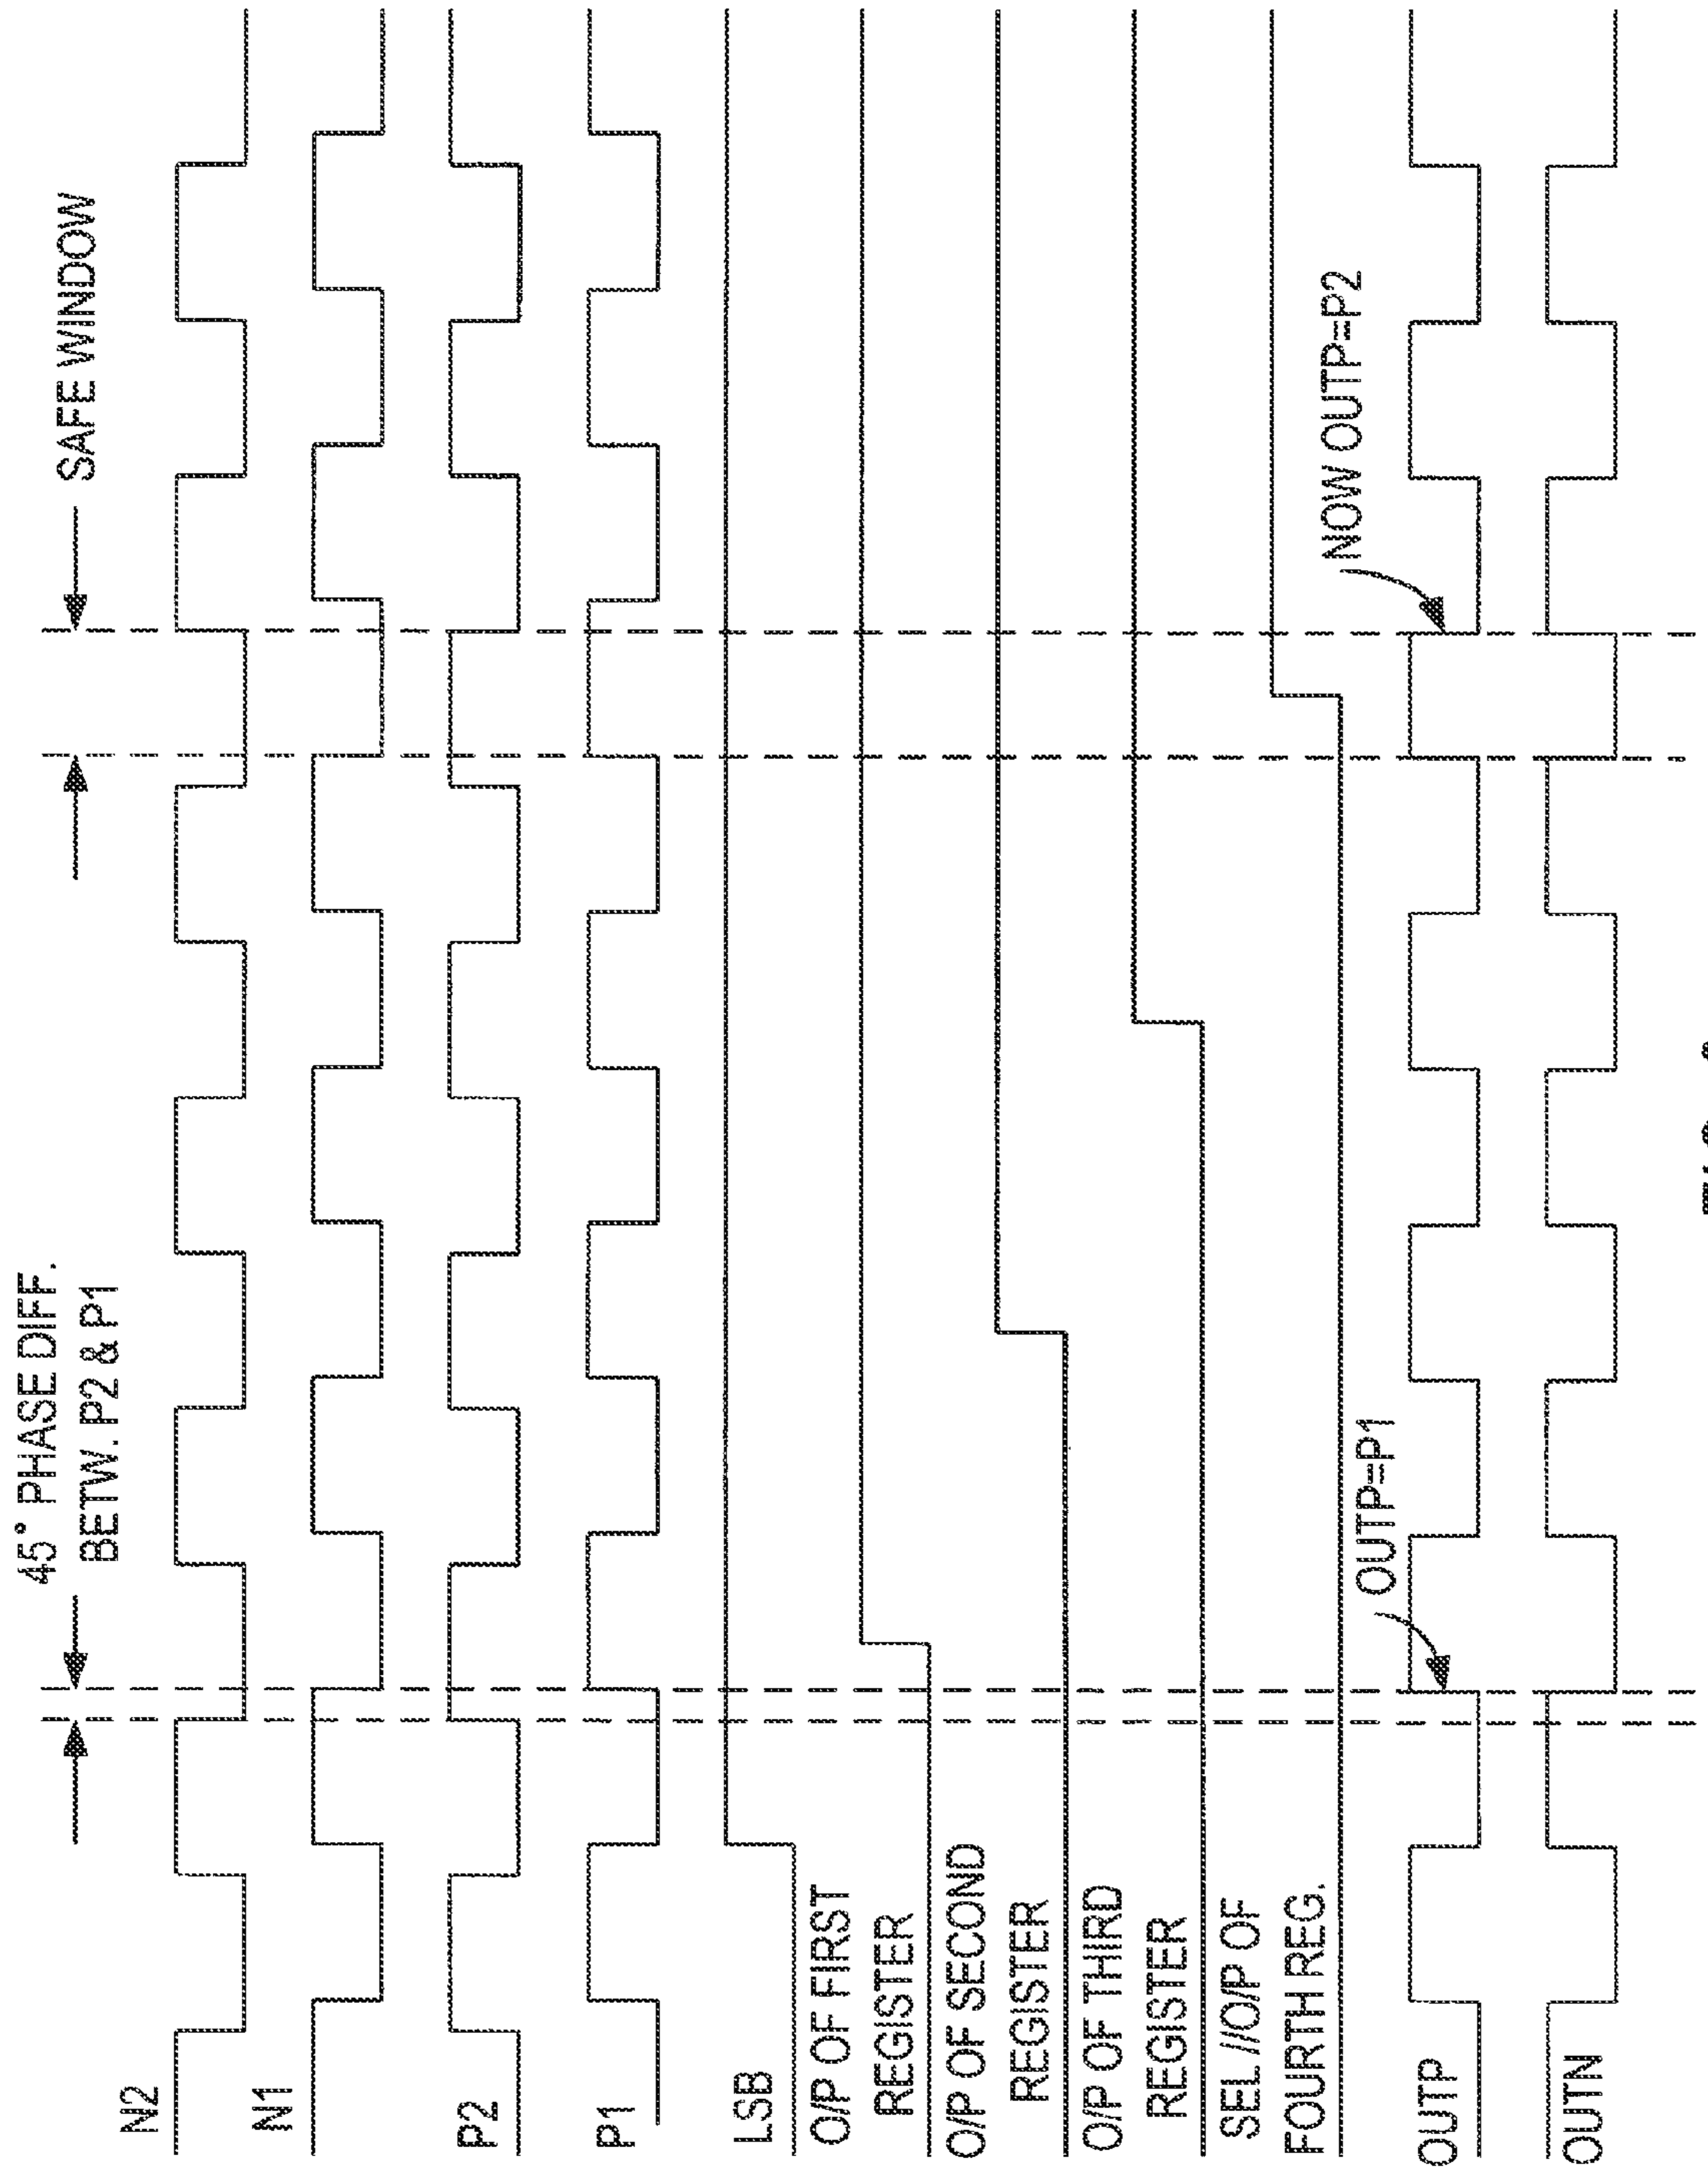 45° PHASE DIFF.
BETW. P2 & P1
SAFE WINDOW
N2
N1
P2
P1
LSB
O/P OF FIRST
REGISTER
O/P OF SECOND
REGISTER
O/P OF THIRD
REGISTER
SEL //O/P OF
FOURTH REG.
OUTP=P1
NOW OUTP=P2
OUTP
OUTN